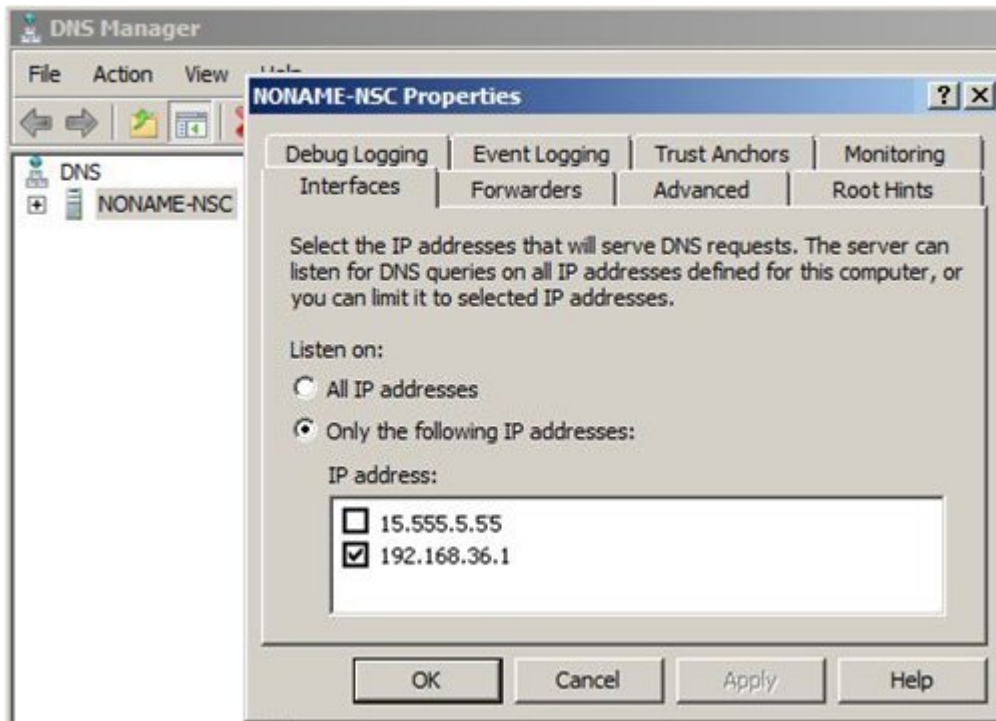 DNS Manager
File Action View Help
NONAME-NSC Properties
Debug Logging Event Logging Trust Anchors Monitoring
Interfaces Forwarders Advanced Root Hints
DNS
NONAME-NSC
Select the IP addresses that will serve DNS requests. The server can
listen for DNS queries on all IP addresses defined for this computer, or
you can limit it to selected IP addresses.
Listen on:
All IP addresses
Only the following IP addresses:
IP address:
15.555.5.55
192.168.36.1
OK Cancel Apply Help